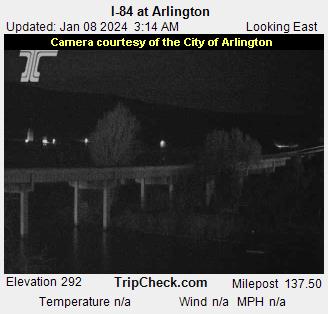 I-84 at Arlington
Updated: Jan 08 2024 3:14 AM Looking East
Camera courtesy of the City of Arlington
Elevation 292 TripCheck.com Milepost 137.50
Temperature n/a Wind n/a MPH n/a